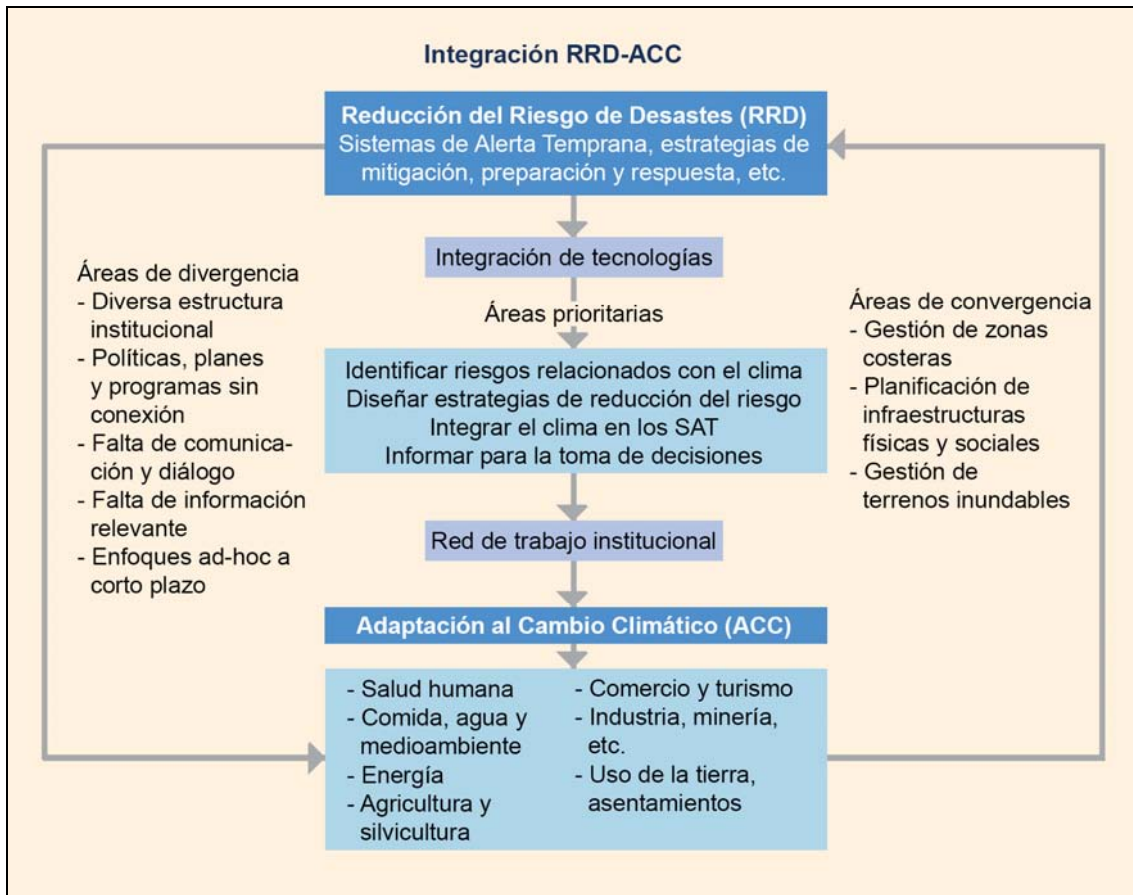 Integración RRD-ACC
Reducción del Riesgo de Desastes (RRD)
Sistemas de Alerta Temprana, estrategias de
mitigación, preparación y respuesta, etc.
Integración de tecnologías
Áreas prioritarias
Áreas de divergencia
- Diversa estructura
institucional
- Políticas, planes
y programas sin
conexión
- Falta de comunica-
ción y diálogo
- Falta de información
relevante
- Enfoques ad-hoc a
corto plazo
Identificar riesgos relacionados con el clima
Diseñar estrategias de reducción del riesgo
Integrar el clima en los SAT
Informar para la toma de decisiones
Áreas de convergencia
- Gestión de zonas
costeras
- Planificación de
infraestructuras
físicas y sociales
- Gestión de
terrenos inundables
Red de trabajo institucional
Adaptación al Cambio Climático (ACC)
- Salud humana
- Comida, agua y
medioambiente
- Energía
- Agricultura y
silvicultura
- Comercio y turismo
- Industria, minería,
etc.
- Uso de la tierra,
asentamientos